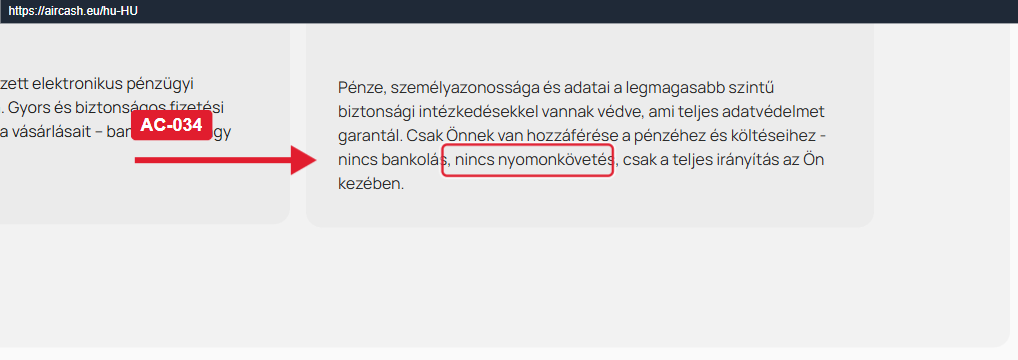 https://aircash.eu/hu-HU
zett elektronikus pénzügyi
. Gyors és biztonságos fizetési
a vásárlásait – ban gy
AC-034
Pénze, személyazonossága és adatai a legmagasabb szintű
biztonsági intézkedésekkel vannak védve, ami teljes adatvédelmet
garantál. Csak Önnek van hozzáférése a pénzéhez és költéseihez -
nincs bankolás, nincs nyomonkövetés, csak a teljes irányítás az Ön
kezében.